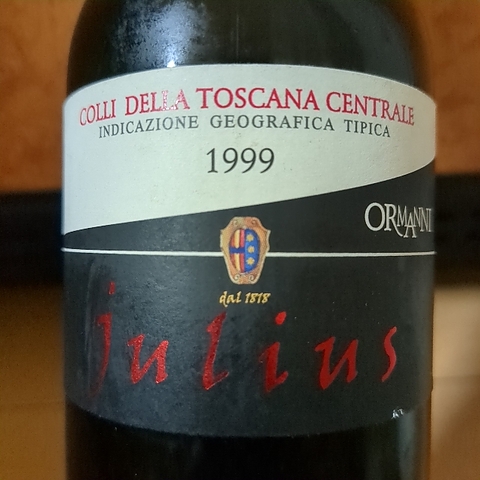 COLLI DELLA TOSCANA CENTRALE
INDICAZIONE GEOGRAFICA TIPICA
1999
ORMANNI
dal 1818
julius